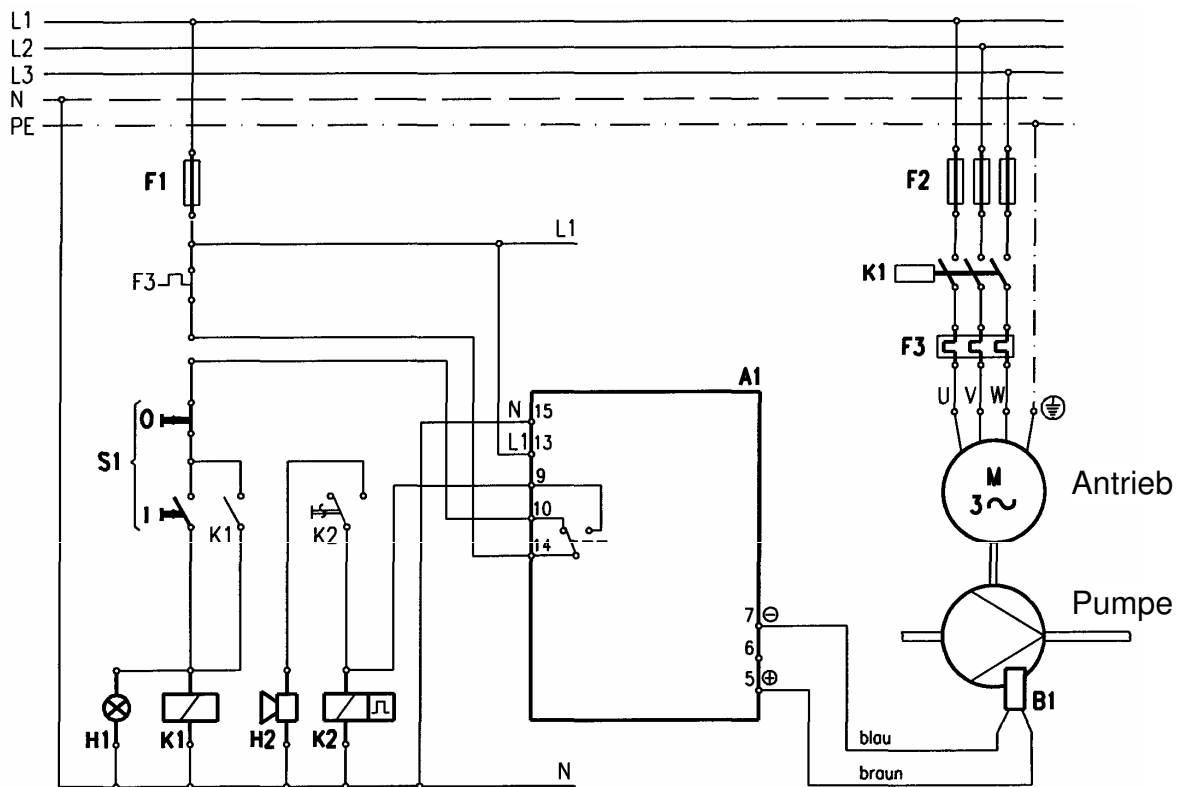 L1
L2
L3
N
PE
F1
F2
L1
F3
K1
F3
A1
U V W
N 15
L1 13
9
10
14
0
S1
I
K1
K2
M
3~
Antrieb
Pumpe
7 ⊖
6
5 ⊕
B1
H1
K1
H2
K2
blau
braun
N